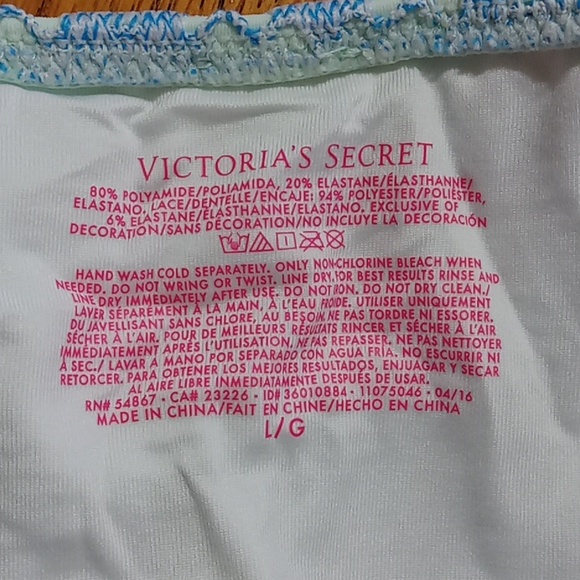 VICTORIA'S SECRET
80% POLYAMIDE/POLIAMIDA, 20% ELASTANE/ÉLASTHANNE/
ELASTANO, LACE/DENTELLE/ENCAJE: 94% POLYESTER/POLIÉSTER,
6% ELASTANE/ÉLASTHANNE/ELASTANO. EXCLUSIVE OF
DECORATION/SANS DÉCORATION/NO INCLUYE LA DECORACIÓN
HAND WASH COLD SEPARATELY. ONLY NON-CHLORINE BLEACH WHEN
NEEDED. DO NOT WRING OR TWIST. LINE DRY. FOR BEST RESULTS RINSE AND
LINE DRY IMMEDIATELY AFTER USE. DO NOT IRON. DO NOT DRY CLEAN./
LAVER SÉPARÉMENT À LA MAIN, À L'EAU FROIDE. UTILISER UNIQUEMENT
DU JAVELLISANT SANS CHLORE, AU BESOIN. NE PAS TORDRE NI ESSORER.
SÉCHER À L'AIR. POUR DE MEILLEURS RÉSULTATS RINCER ET SÉCHER À L'AIR
IMMÉDIATEMENT APRÈS L'UTILISATION. NE PAS REPASSER. NE PAS NETTOYER
À SEC./ LAVAR A MANO POR SEPARADO CON AGUA FRÍA. NO ESCURRIR NI
RETORCER. PARA OBTENER LOS MEJORES RESULTADOS, ENJUAGAR Y SECAR
AL AIRE LIBRE INMEDIATAMENTE DESPUÉS DE USAR.
RN# 54867 · CA# 23226 · ID# 36010884 · 11075046 · 04/16
MADE IN CHINA/FAIT EN CHINE/HECHO EN CHINA
L/G